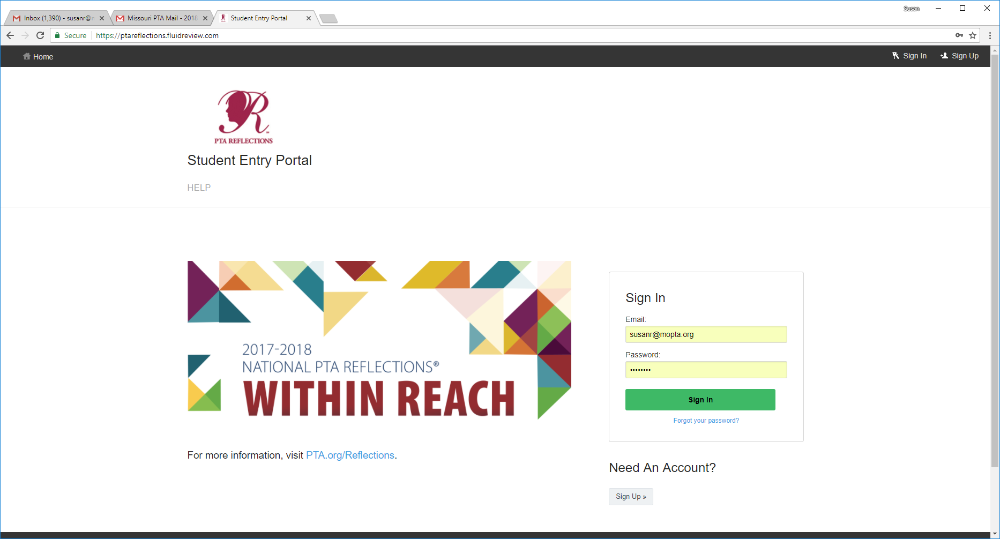 Susan
Inbox (1,390) - susanr@m
Missouri PTA Mail - 2018
Student Entry Portal
Secure
https://ptareflections.fluidreview.com
Home
Sign In
Sign Up
R
PTA REFLECTIONS
Student Entry Portal
HELP
2017-2018
NATIONAL PTA REFLECTIONS®
WITHIN REACH
For more information, visit PTA.org/Reflections.
Sign In
Email:
susanr@mopta.org
Password:
••••••••
Sign In
Forgot your password?
Need An Account?
Sign Up »